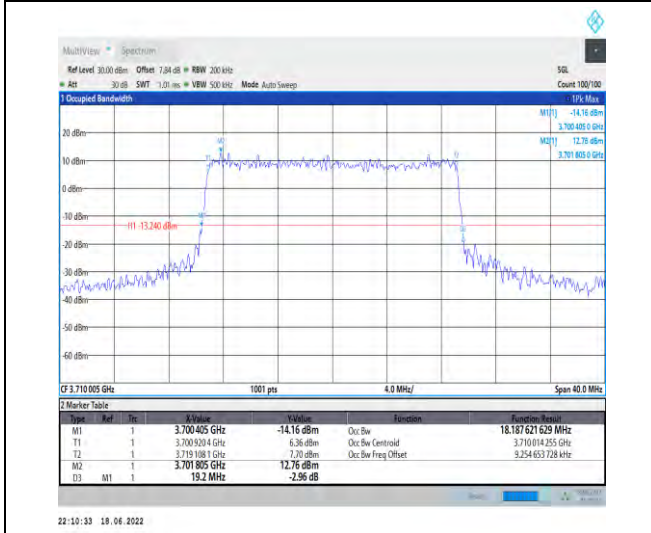 MultiView Spectrum
Ref Level 30.00 dBm Offset 7.84 dB RBW 200 kHz SGL
Att 30 dB SWT 1.01 ms VBW 500 kHz Mode Auto Sweep Count 100/100
1 Occupied Bandwidth 1Pk Max
M1[1] -14.16 dBm
3.700 405 0 GHz
M2[1] 12.76 dBm
3.701 805 0 GHz
20 dBm
10 dBm
0 dBm
-10 dBm
H1 -13.240 dBm
-20 dBm
-30 dBm
-40 dBm
-50 dBm
-60 dBm
CF 3.710 005 GHz 1001 pts 4.0 MHz/ Span 40.0 MHz
2 Marker Table
Type Ref Trc X-Value Y-Value Function Function Result
M1 1 3.700 405 GHz -14.16 dBm Occ Bw 18.187 621 629 MHz
T1 1 3.700 920 4 GHz 6.36 dBm Occ Bw Centroid 3.710 014 255 GHz
T2 1 3.719 108 1 GHz 7.70 dBm Occ Bw Freq Offset 9.254 653 728 kHz
M2 1 3.701 805 GHz 12.76 dBm
D3 M1 1 19.2 MHz -2.96 dB
22:10:33 18.06.2022